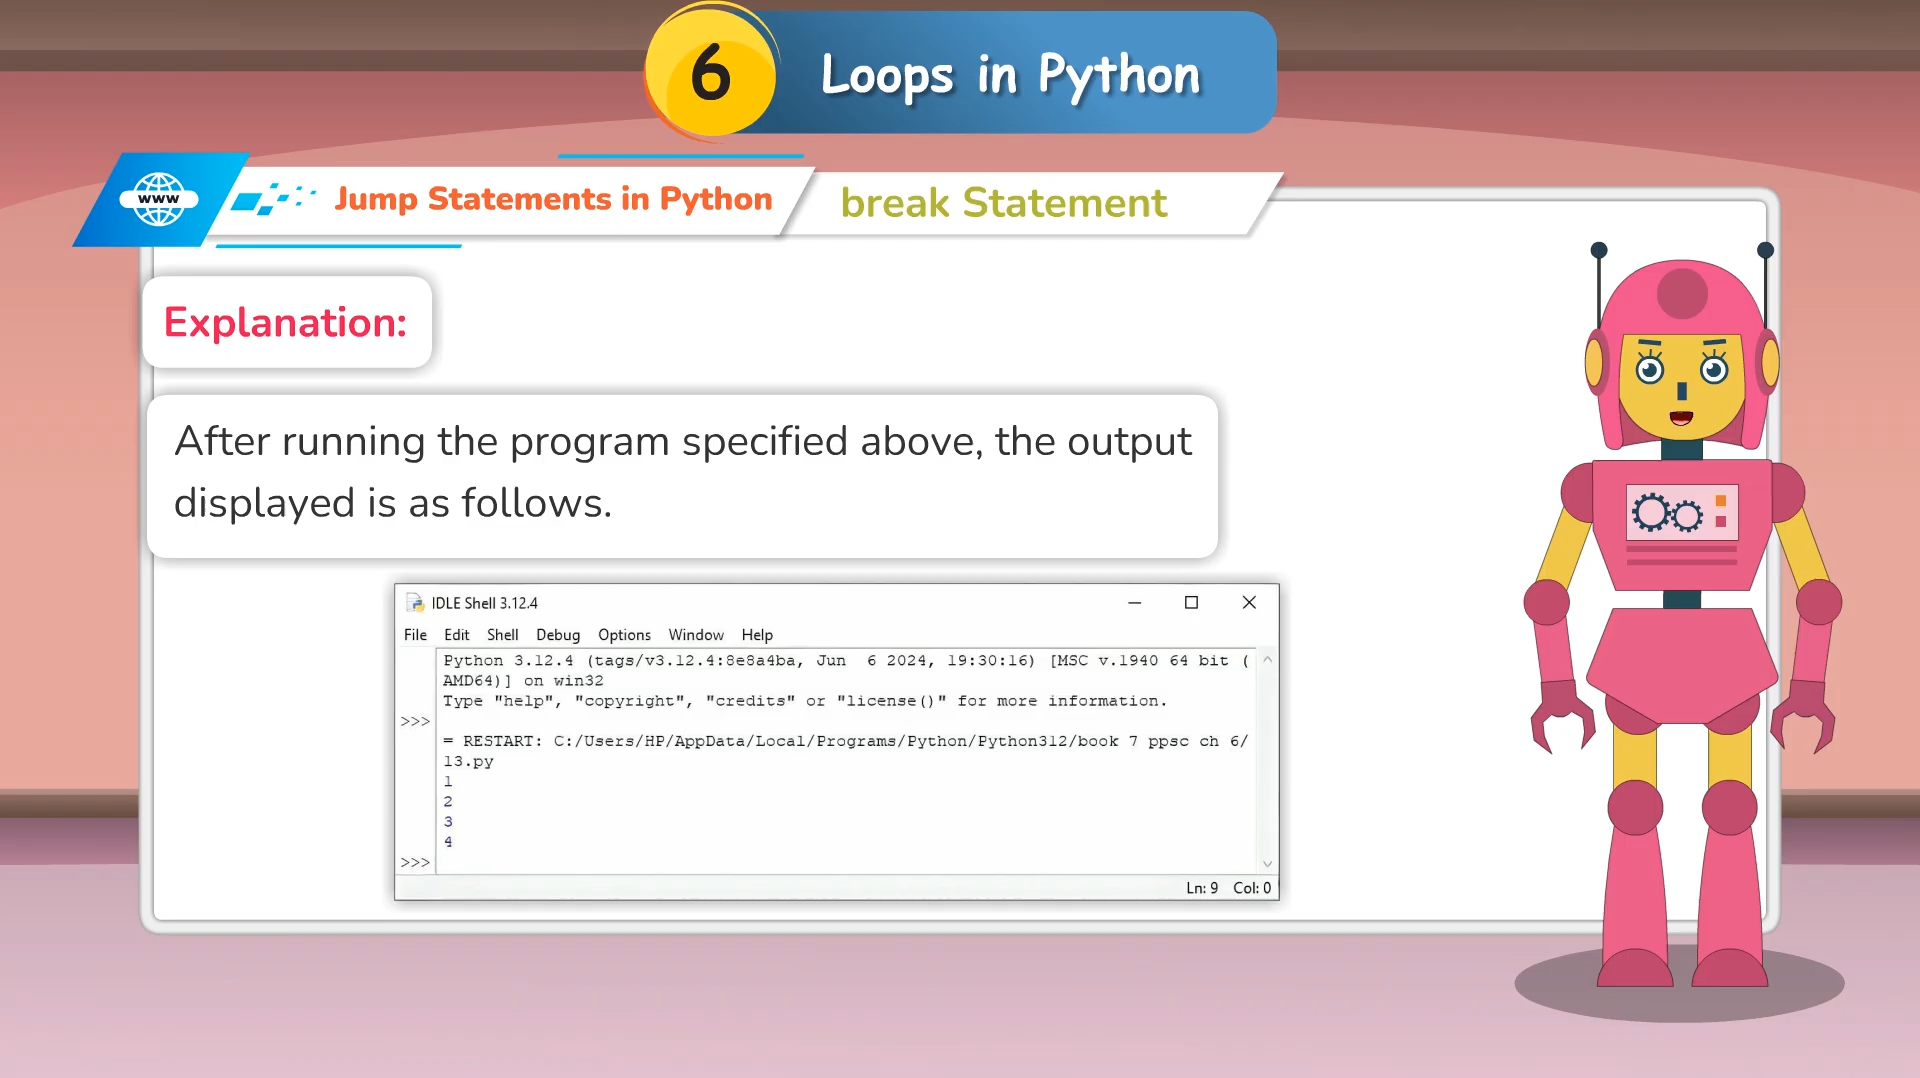 6
Loops in Python
www
Jump Statements in Python
break Statement
Explanation:
After running the program specified above, the output
displayed is as follows.
IDLE Shell 3.12.4
File Edit Shell Debug Options Window Help
Python 3.12.4 (tags/v3.12.4:8e8a4ba, Jun  6 2024, 19:30:16) [MSC v.1940 64 bit (
AMD64)] on win32
Type "help", "copyright", "credits" or "license()" for more information.
>>>
= RESTART: C:/Users/HP/AppData/Local/Programs/Python/Python312/book 7 ppsc ch 6/
13.py
1
2
3
4
>>>
Ln: 9 Col: 0